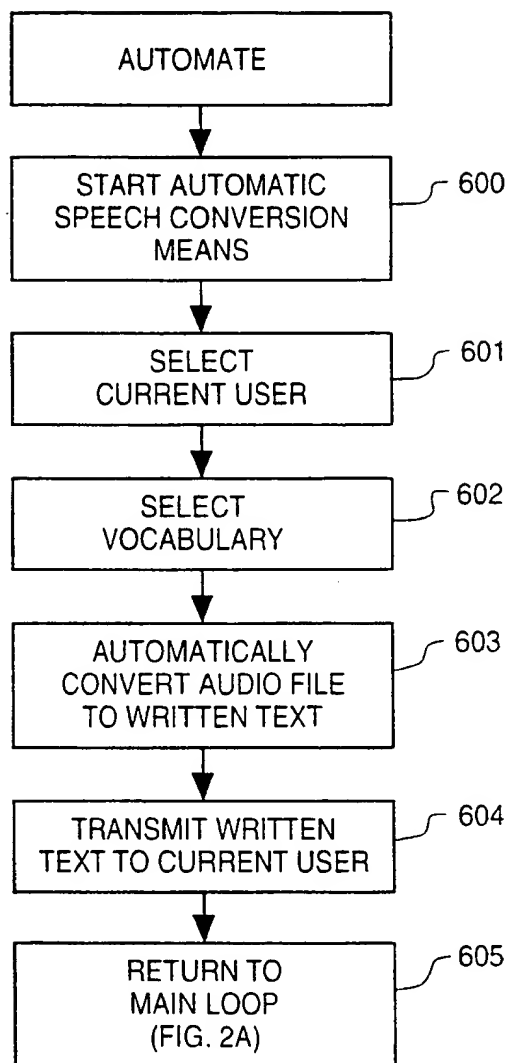 AUTOMATE
START AUTOMATIC
SPEECH CONVERSION
MEANS
600
SELECT
CURRENT USER
601
SELECT
VOCABULARY
602
AUTOMATICALLY
CONVERT AUDIO FILE
TO WRITTEN TEXT
603
TRANSMIT WRITTEN
TEXT TO CURRENT USER
604
RETURN TO
MAIN LOOP
(FIG. 2A)
605